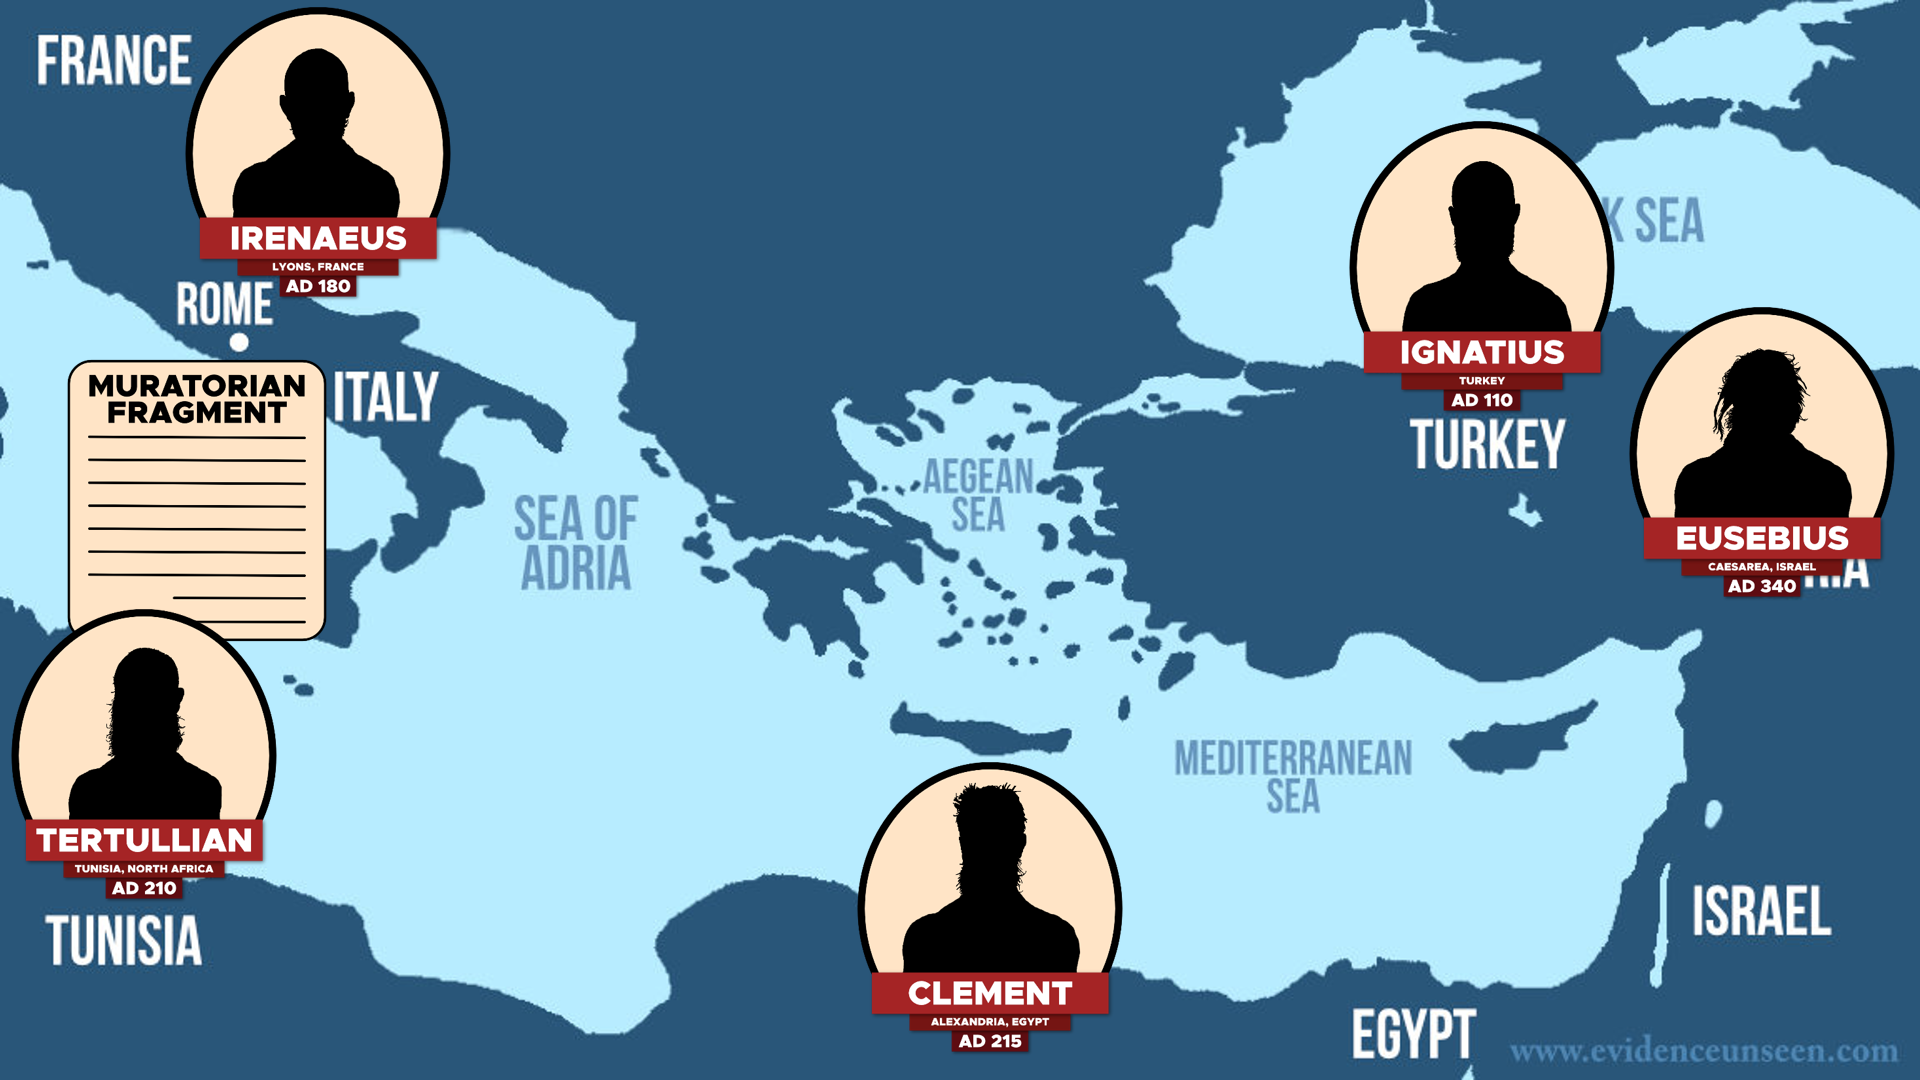 FRANCE
IRENAEUS
LYONS, FRANCE
AD 180
ROME
MURATORIAN
FRAGMENT
ITALY
SEA OF
ADRIA
AEGEAN
SEA
K SEA
IGNATIUS
TURKEY
AD 110
TURKEY
EUSEBIUS
CAESAREA, ISRAEL
AD 340
TERTULLIAN
TUNISIA, NORTH AFRICA
AD 210
TUNISIA
MEDITERRANEAN
SEA
CLEMENT
ALEXANDRIA, EGYPT
AD 215
ISRAEL
EGYPT
www.evidenceunseen.com